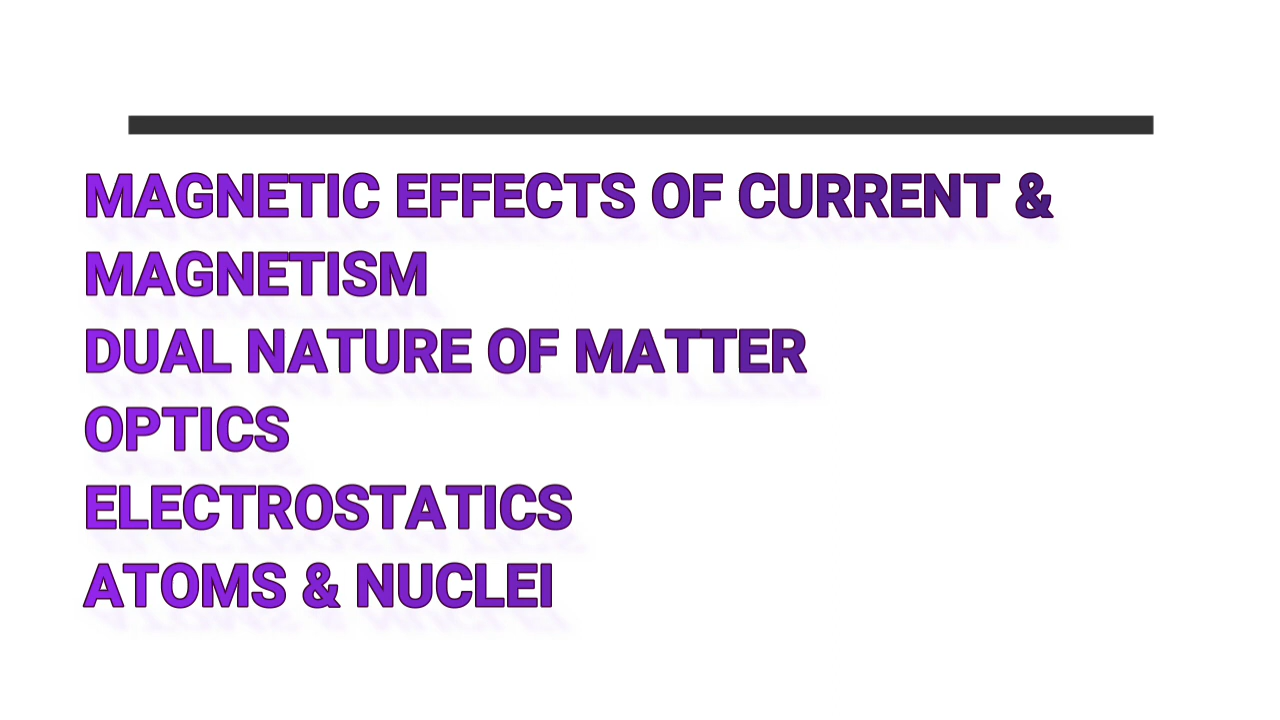 MAGNETIC EFFECTS OF CURRENT &
MAGNETISM
DUAL NATURE OF MATTER
OPTICS
ELECTROSTATICS
ATOMS & NUCLEI